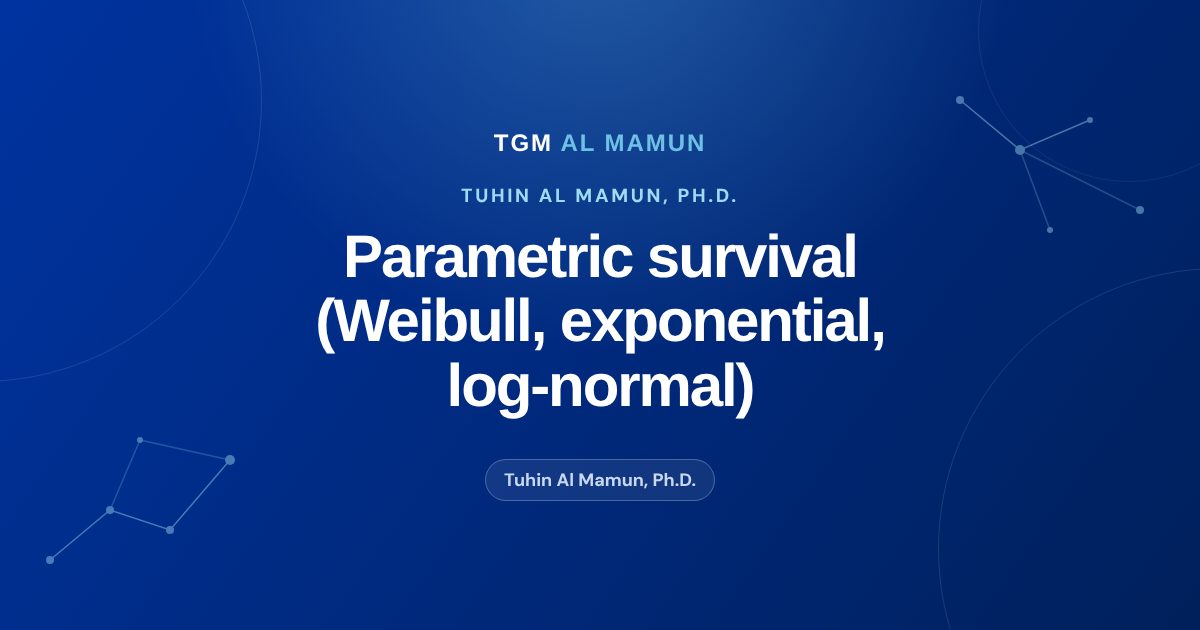 TGM AL MAMUN
TUHIN AL MAMUN, PH.D.
Parametric survival
(Weibull, exponential,
log-normal)
Tuhin Al Mamun, Ph.D.